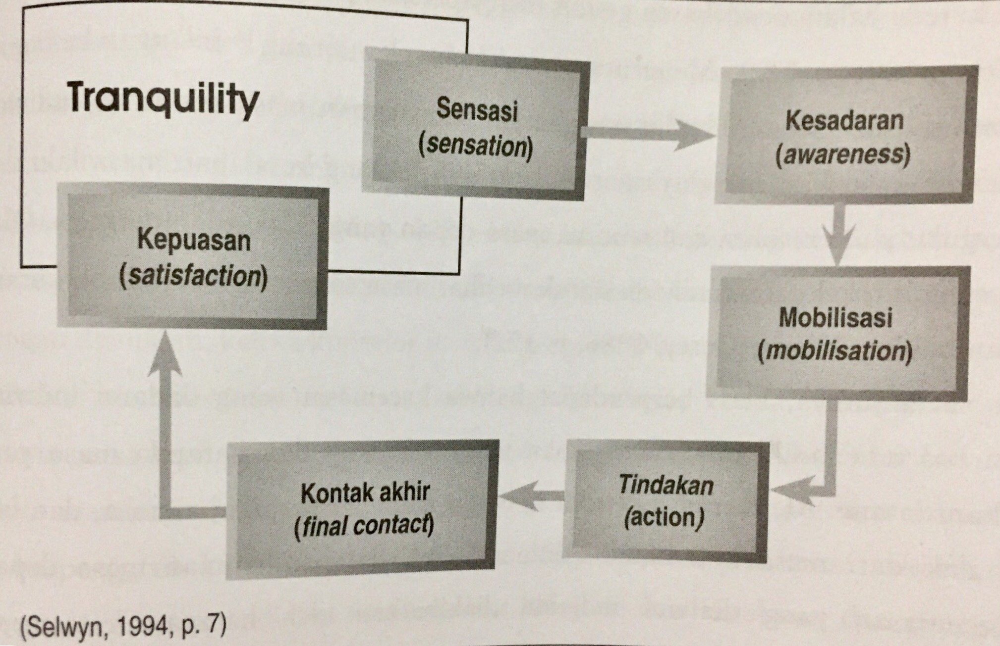 Tranquility
Sensasi
(sensation)
Kesadaran
(awareness)
Mobilisasi
(mobilisation)
Tindakan
(action)
Kontak akhir
(final contact)
Kepuasan
(satisfaction)
(Selwyn, 1994, p. 7)